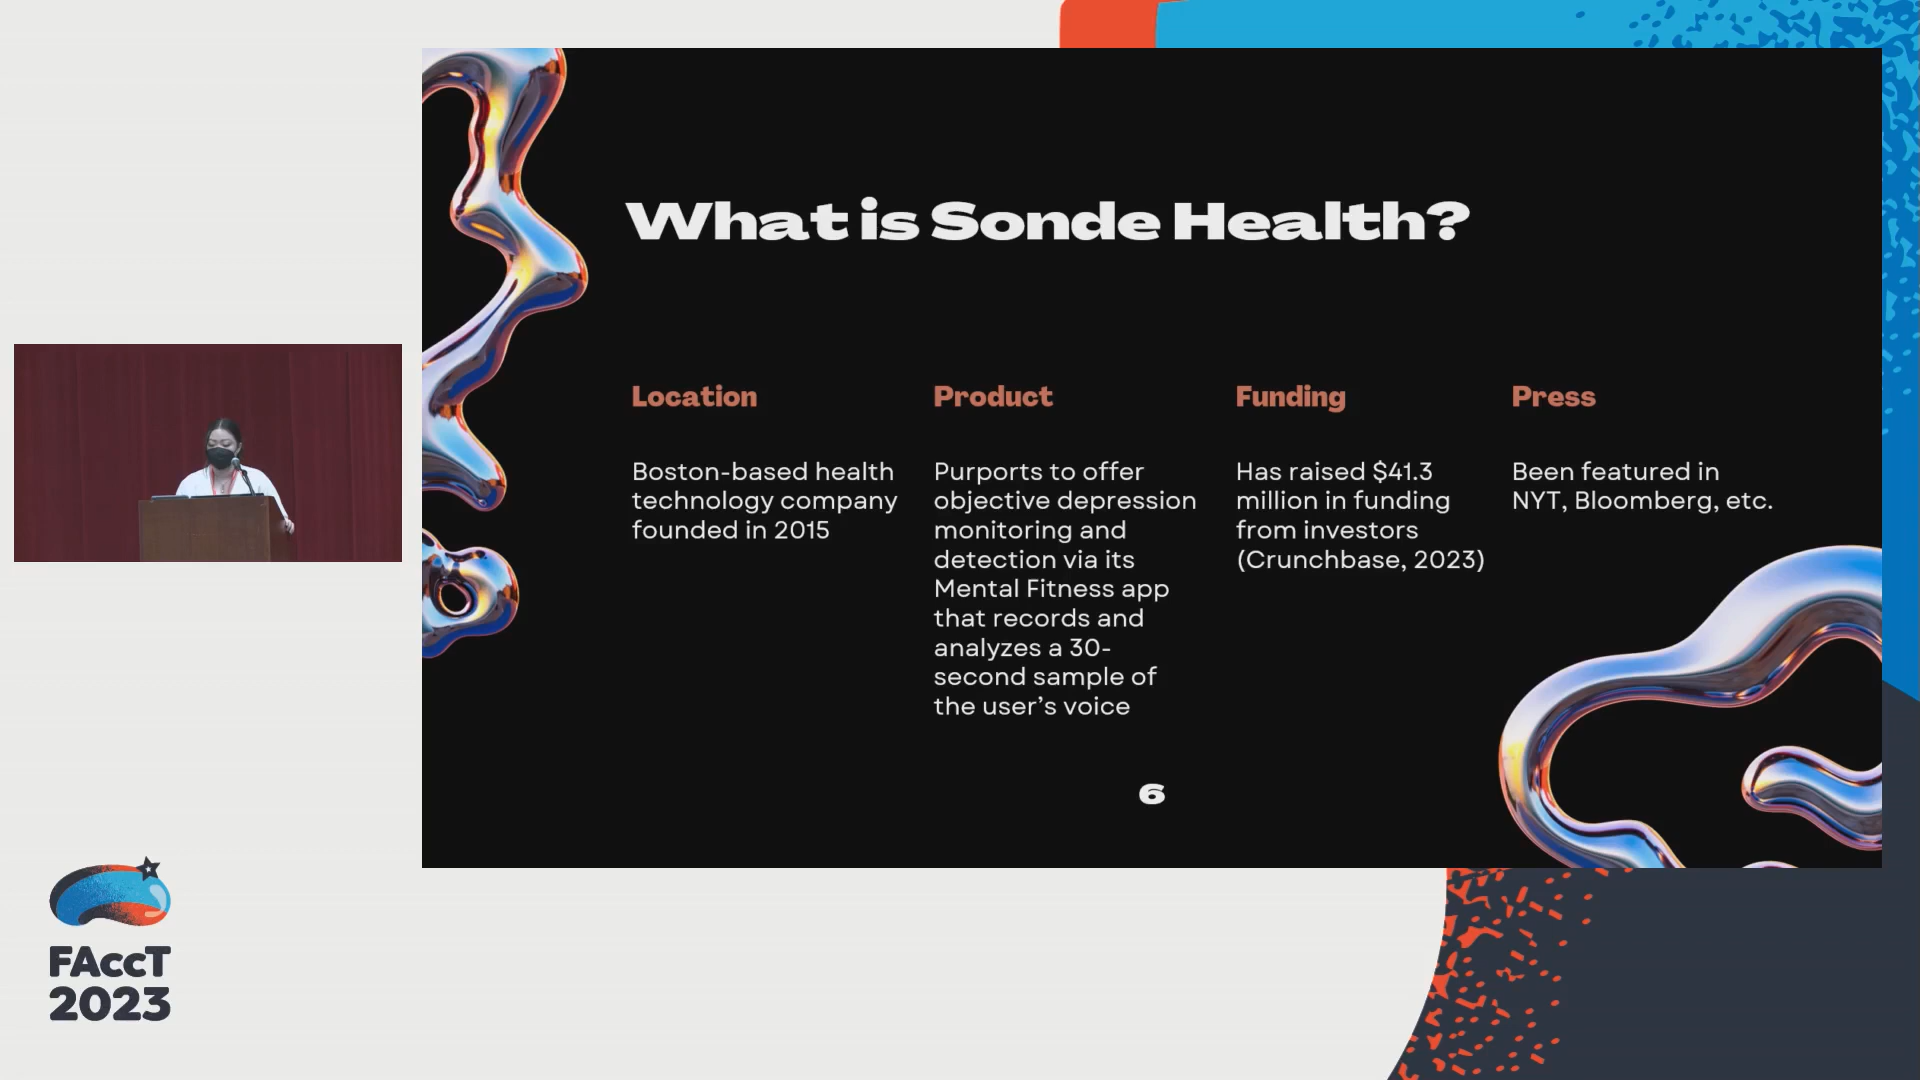 What is Sonde Health?
Location
Boston-based health
technology company
founded in 2015
Product
Purports to offer
objective depression
monitoring and
detection via its
Mental Fitness app
that records and
analyzes a 30-
second sample of
the user's voice
Funding
Has raised $41.3
million in funding
from investors
(Crunchbase, 2023)
Press
Been featured in
NYT, Bloomberg, etc.
6
FAccT
2023